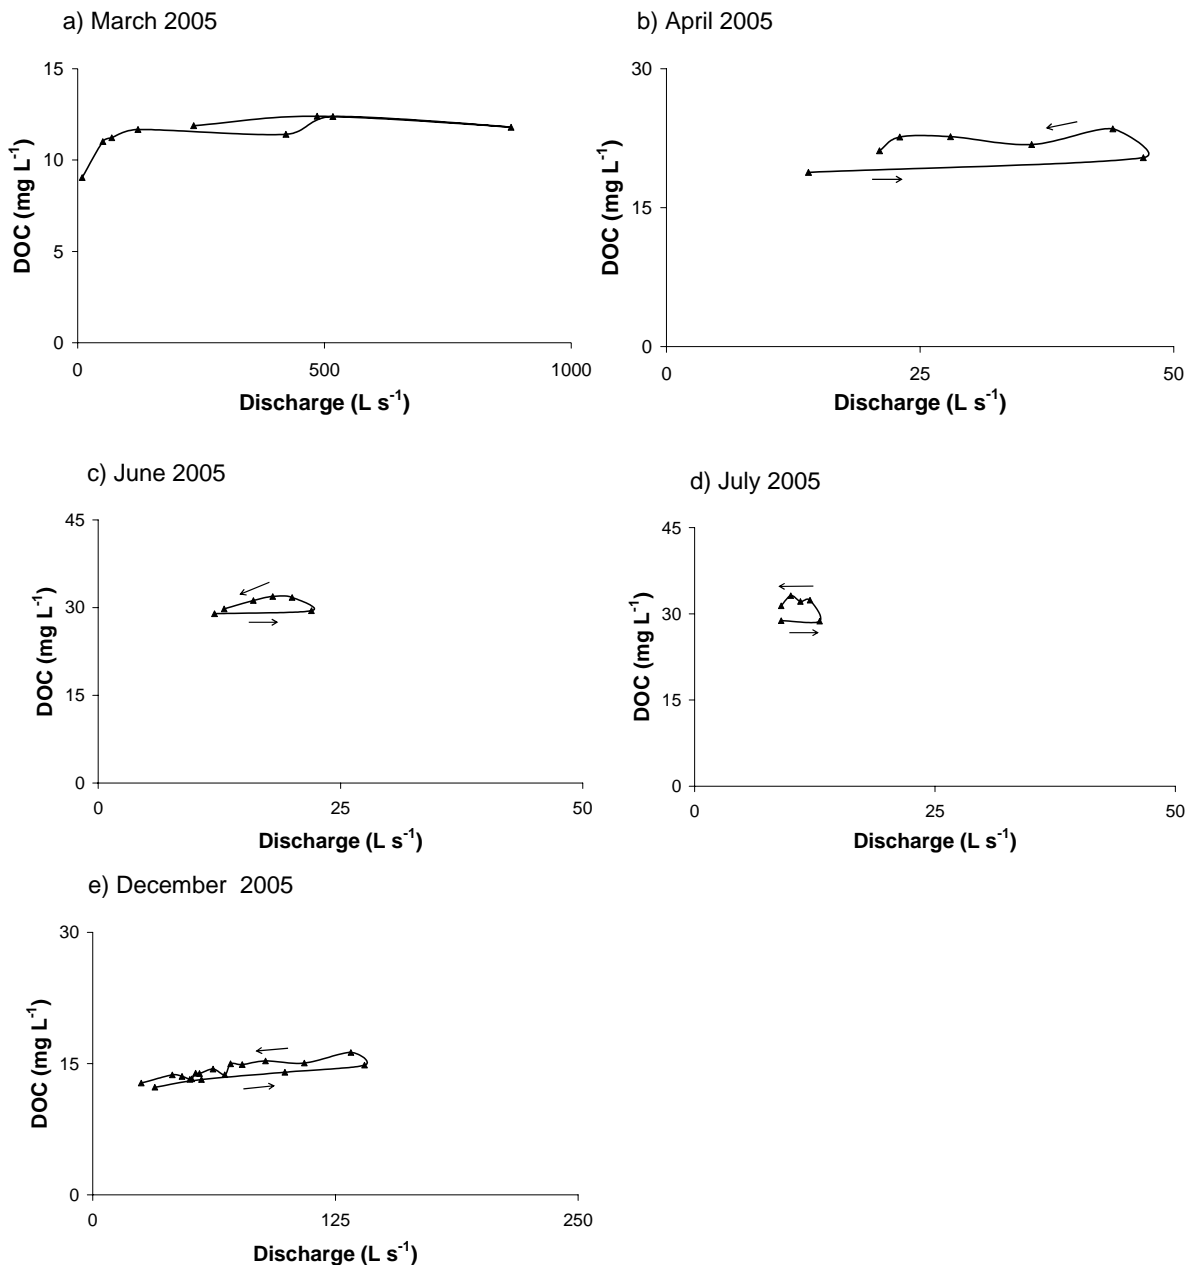 a) March 2005
15
10
5
0
DOC (mg L⁻¹)
0
500
1000
Discharge (L s⁻¹)
b) April 2005
30
15
0
DOC (mg L⁻¹)
0
25
50
Discharge (L s⁻¹)
c) June 2005
45
30
15
0
DOC (mg L⁻¹)
0
25
50
Discharge (L s⁻¹)
d) July 2005
45
30
15
0
DOC (mg L⁻¹)
0
25
50
Discharge (L s⁻¹)
e) December  2005
30
15
0
DOC (mg L⁻¹)
0
125
250
Discharge (L s⁻¹)